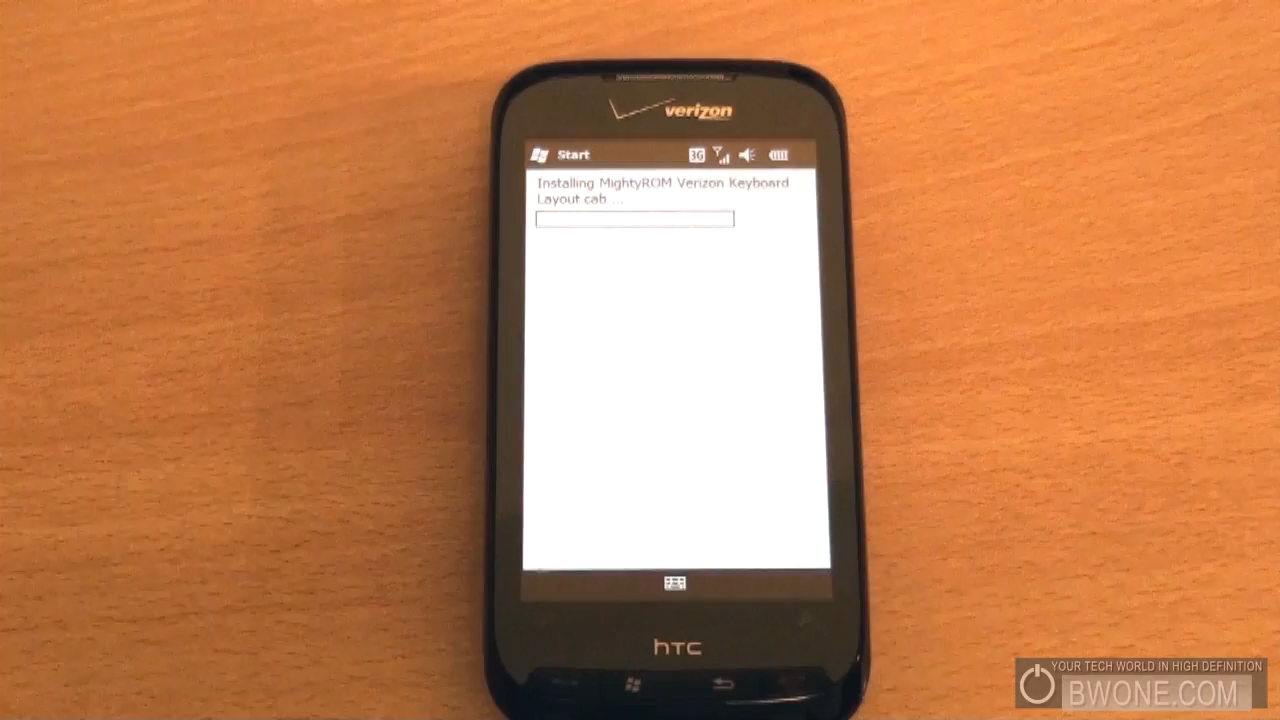 verizon
Start
3G
Installing MightyROM Verizon Keyboard
Layout cab ...
hTC
YOUR TECH WORLD IN HIGH DEFINITION
BWONE.COM